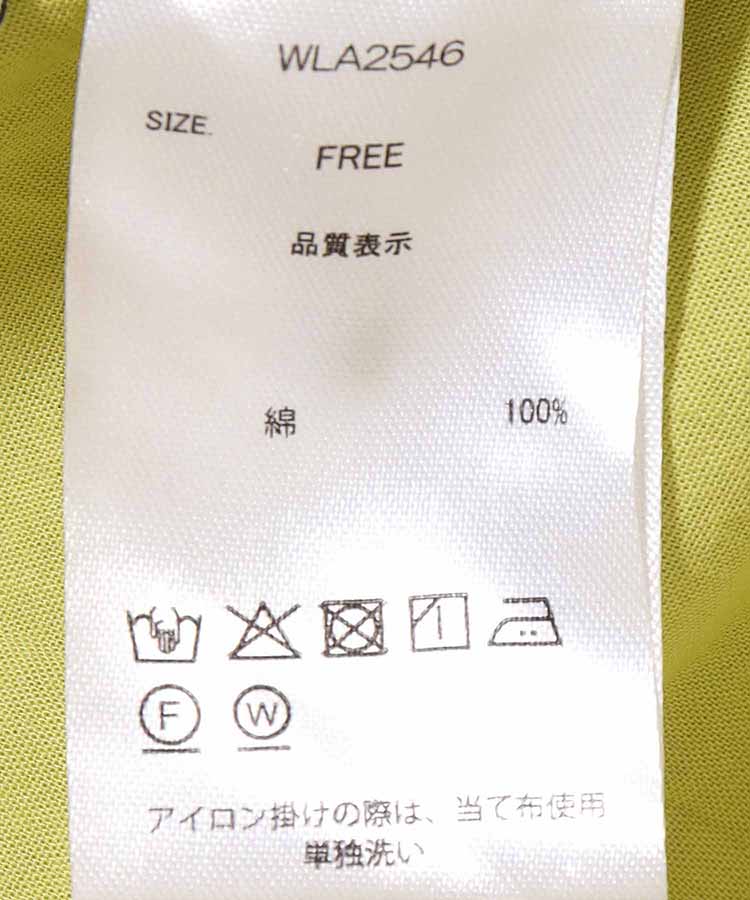 WLA2546
SIZE.
FREE
品質表示
綿 100%
F W
アイロン掛けの際は、当て布使用
単独洗い